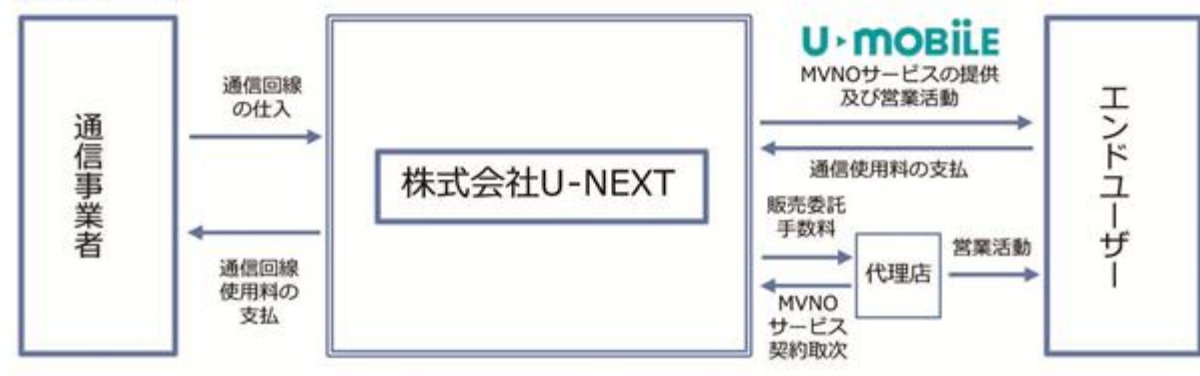 通信事業者
通信回線
の仕入
通信回線
使用料の
支払
株式会社U-NEXT
U-MOBiLE
MVNOサービスの提供
及び営業活動
通信使用料の支払
販売委託
手数料
MVNO
サービス
契約取次
代理店
営業活動
エンドユーザー